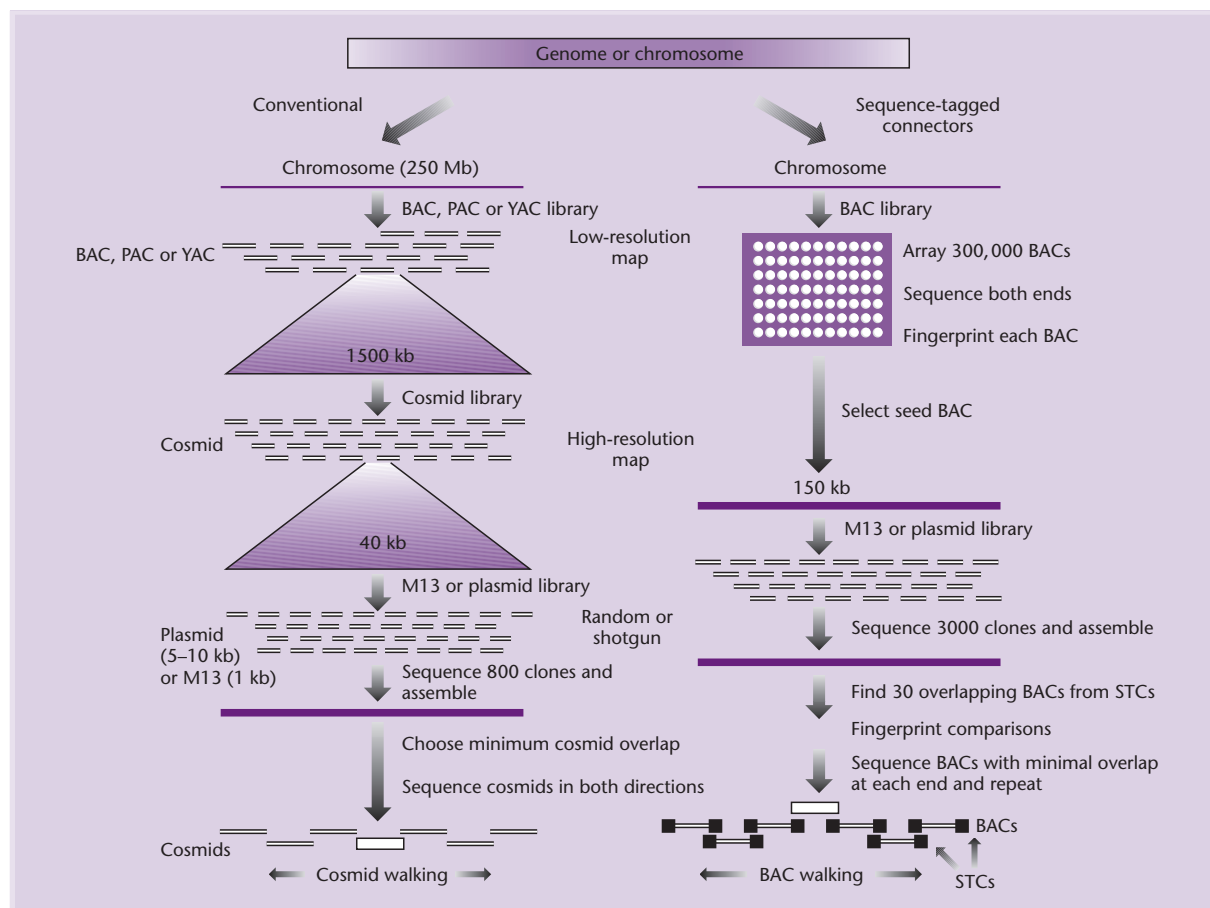 Genome or chromosome
Conventional
Sequence-tagged
connectors
Chromosome (250 Mb)
BAC, PAC or YAC library
BAC, PAC or YAC
1500 kb
Cosmid library
Cosmid
40 kb
M13 or plasmid library
Plasmid
(5–10 kb)
or M13 (1 kb)
Sequence 800 clones and
assemble
Choose minimum cosmid overlap
Sequence cosmids in both directions
Cosmids
Cosmid walking
Low-resolution
map
High-resolution
map
Random or
shotgun
Chromosome
BAC library
Array 300,000 BACs
Sequence both ends
Fingerprint each BAC
Select seed BAC
150 kb
M13 or plasmid library
Sequence 3000 clones and assemble
Find 30 overlapping BACs from STCs
Fingerprint comparisons
Sequence BACs with minimal overlap
at each end and repeat
BACs
BAC walking
STCs